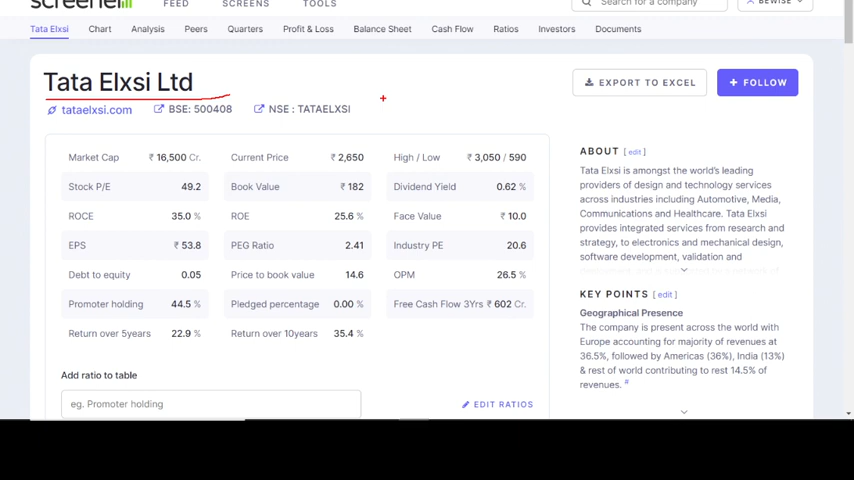 screener
FEED SCREENS TOOLS
Search for a company
BEWISE
Tata Elxsi Chart Analysis Peers Quarters Profit & Loss Balance Sheet Cash Flow Ratios Investors Documents
Tata Elxsi Ltd
EXPORT TO EXCEL
+ FOLLOW
tataelxsi.com BSE: 500408 NSE : TATAELXSI
Market Cap ₹ 16,500 Cr. Current Price ₹ 2,650 High / Low ₹ 3,050 / 590
Stock P/E 49.2 Book Value ₹ 182 Dividend Yield 0.62 %
ROCE 35.0 % ROE 25.6 % Face Value ₹ 10.0
EPS ₹ 53.8 PEG Ratio 2.41 Industry PE 20.6
Debt to equity 0.05 Price to book value 14.6 OPM 26.5 %
Promoter holding 44.5 % Pledged percentage 0.00 % Free Cash Flow 3Yrs ₹ 602 Cr.
Return over 5years 22.9 % Return over 10years 35.4 %
Add ratio to table
eg. Promoter holding
EDIT RATIOS
ABOUT [ edit ]
Tata Elxsi is amongst the world's leading
providers of design and technology services
across industries including Automotive, Media,
Communications and Healthcare. Tata Elxsi
provides integrated services from research and
strategy, to electronics and mechanical design,
software development, validation and
KEY POINTS [ edit ]
Geographical Presence
The company is present across the world with
Europe accounting for majority of revenues at
36.5%, followed by Americas (36%), India (13%)
& rest of world contributing to rest 14.5% of
revenues. #